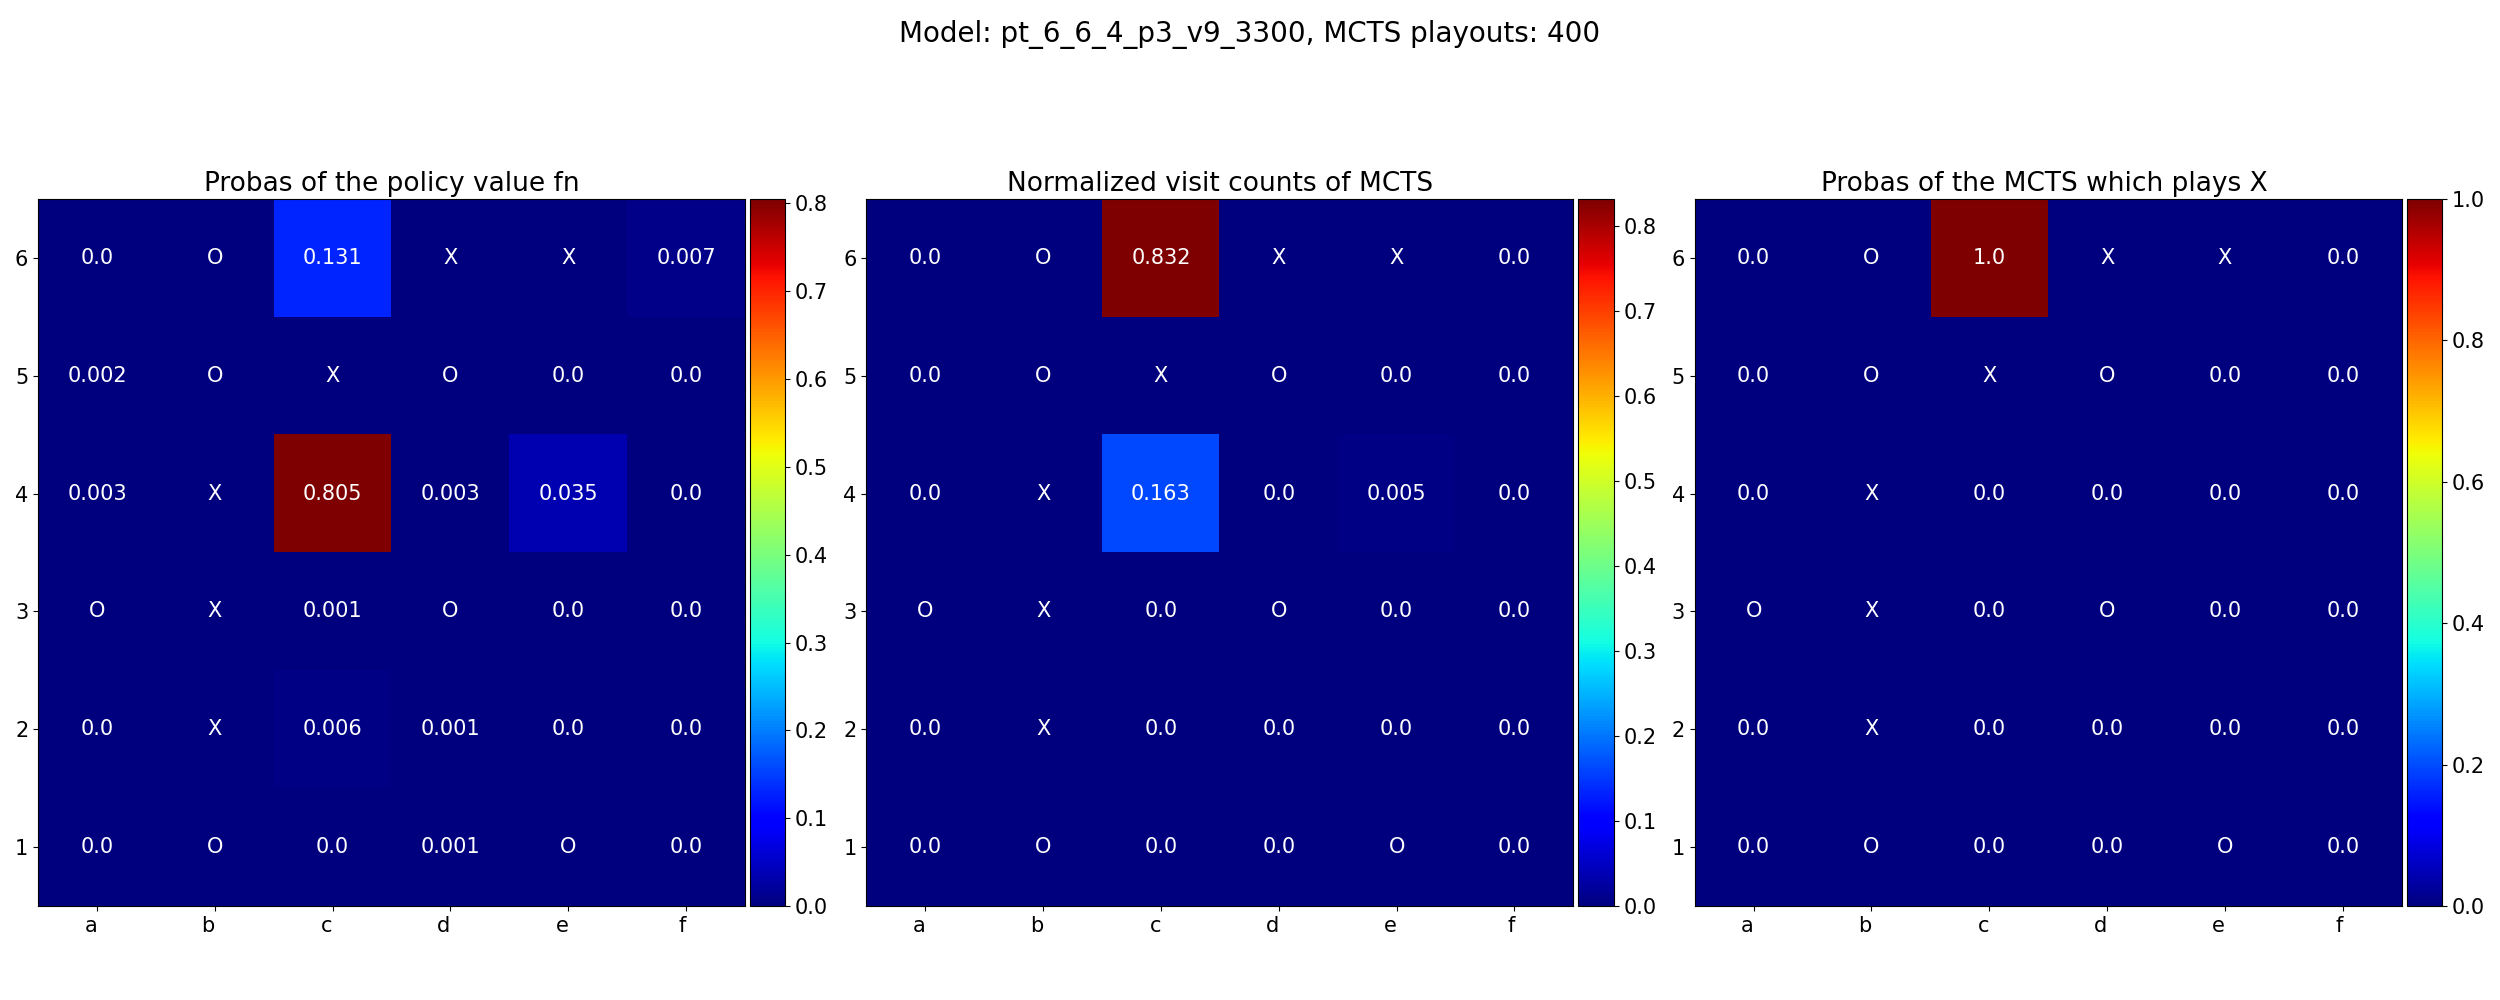 Model: pt_6_6_4_p3_v9_3300, MCTS playouts: 400
Probas of the policy value fn
6 0.0 O 0.131 X X 0.007
5 0.002 O X O 0.0 0.0
4 0.003 X 0.805 0.003 0.035 0.0
3 O X 0.001 O 0.0 0.0
2 0.0 X 0.006 0.001 0.0 0.0
1 0.0 O 0.0 0.001 O 0.0
a b c d e f
0.8
0.7
0.6
0.5
0.4
0.3
0.2
0.1
0.0
Normalized visit counts of MCTS
6 0.0 O 0.832 X X 0.0
5 0.0 O X O 0.0 0.0
4 0.0 X 0.163 0.0 0.005 0.0
3 O X 0.0 O 0.0 0.0
2 0.0 X 0.0 0.0 0.0 0.0
1 0.0 O 0.0 0.0 O 0.0
a b c d e f
0.8
0.7
0.6
0.5
0.4
0.3
0.2
0.1
0.0
Probas of the MCTS which plays X
6 0.0 O 1.0 X X 0.0
5 0.0 O X O 0.0 0.0
4 0.0 X 0.0 0.0 0.0 0.0
3 O X 0.0 O 0.0 0.0
2 0.0 X 0.0 0.0 0.0 0.0
1 0.0 O 0.0 0.0 O 0.0
a b c d e f
1.0
0.8
0.6
0.4
0.2
0.0